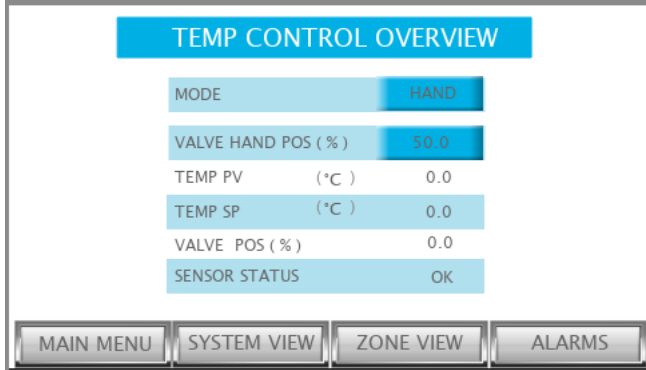 TEMP CONTROL OVERVIEW
MODE HAND
VALVE HAND POS ( % ) 50.0
TEMP PV (°C ) 0.0
TEMP SP (°C ) 0.0
VALVE POS ( % ) 0.0
SENSOR STATUS OK
MAIN MENU SYSTEM VIEW ZONE VIEW ALARMS